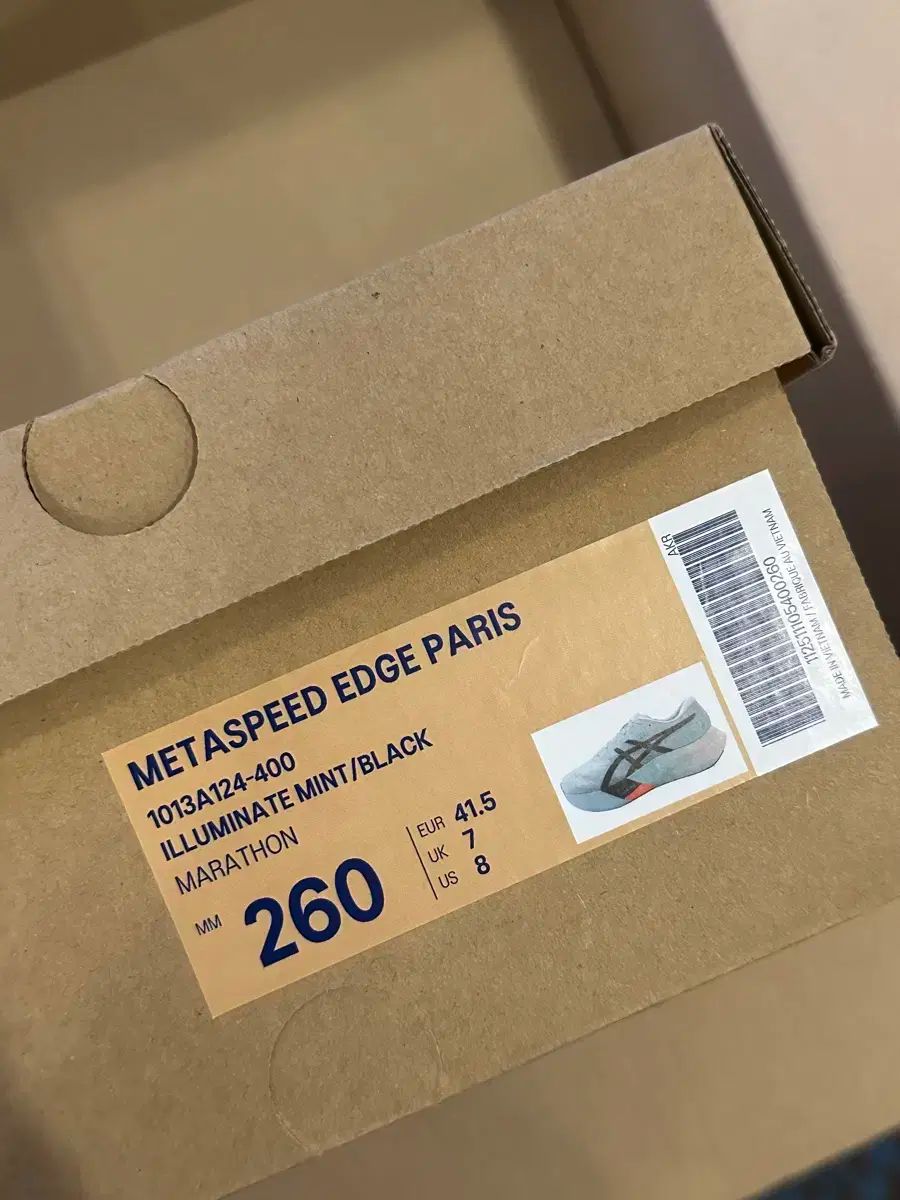 METASPEED EDGE PARIS
1013A124-400
ILLUMINATE MINT/BLACK
MARATHON
MM 260
EUR 41.5
UK 7
US 8
AKR
112511105400260
MADE IN VIETNAM / FABRIQUE AU VIETNAM